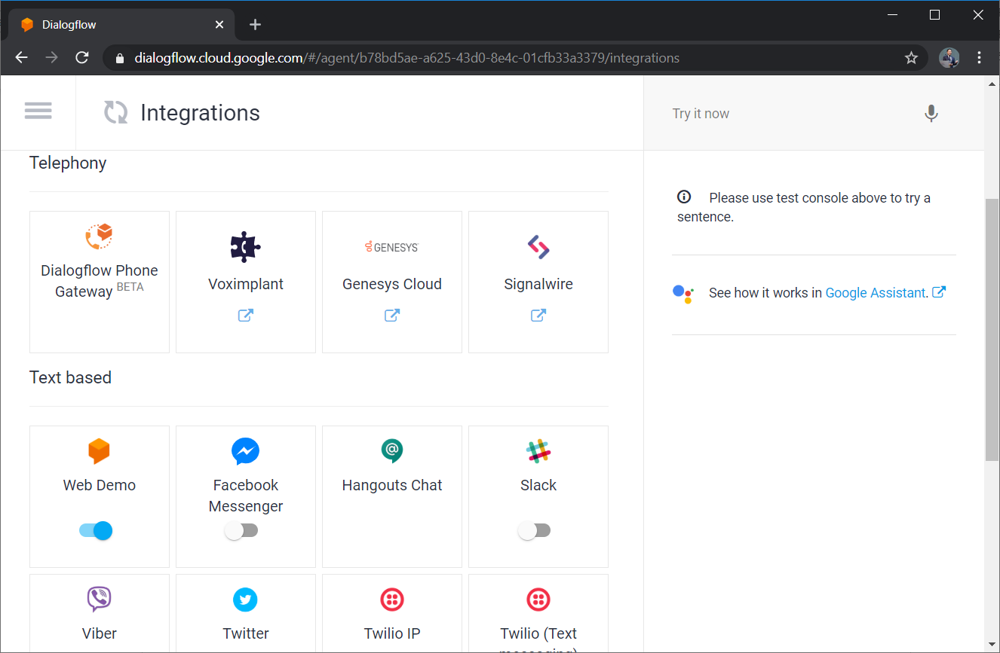 Dialogflow
dialogflow.cloud.google.com/#/agent/b78bd5ae-a625-43d0-8e4c-01cfb33a3379/integrations
Integrations
Try it now
Telephony
Please use test console above to try a
sentence.
See how it works in Google Assistant.
GENESYS
Dialogflow Phone
Gateway BETA
Voximplant
Genesys Cloud
Signalwire
Text based
Web Demo
Facebook
Messenger
Hangouts Chat
Slack
Viber
Twitter
Twilio IP
Twilio (Text
messaging)